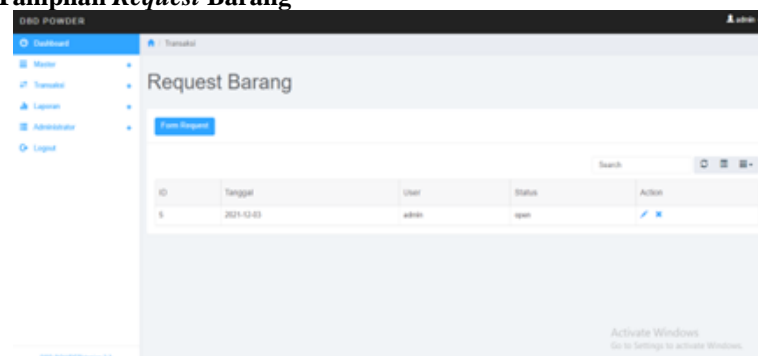 Tampilan Request Barang
DBD POWDER
admin
Dashboard
/ Transaksi
Master
Transaksi
Laporan
Administrator
Logout
Request Barang
Form Request
Search
ID Tanggal User Status Action
5 2021-12-03 admin open
Activate Windows
Go to Settings to activate Windows.